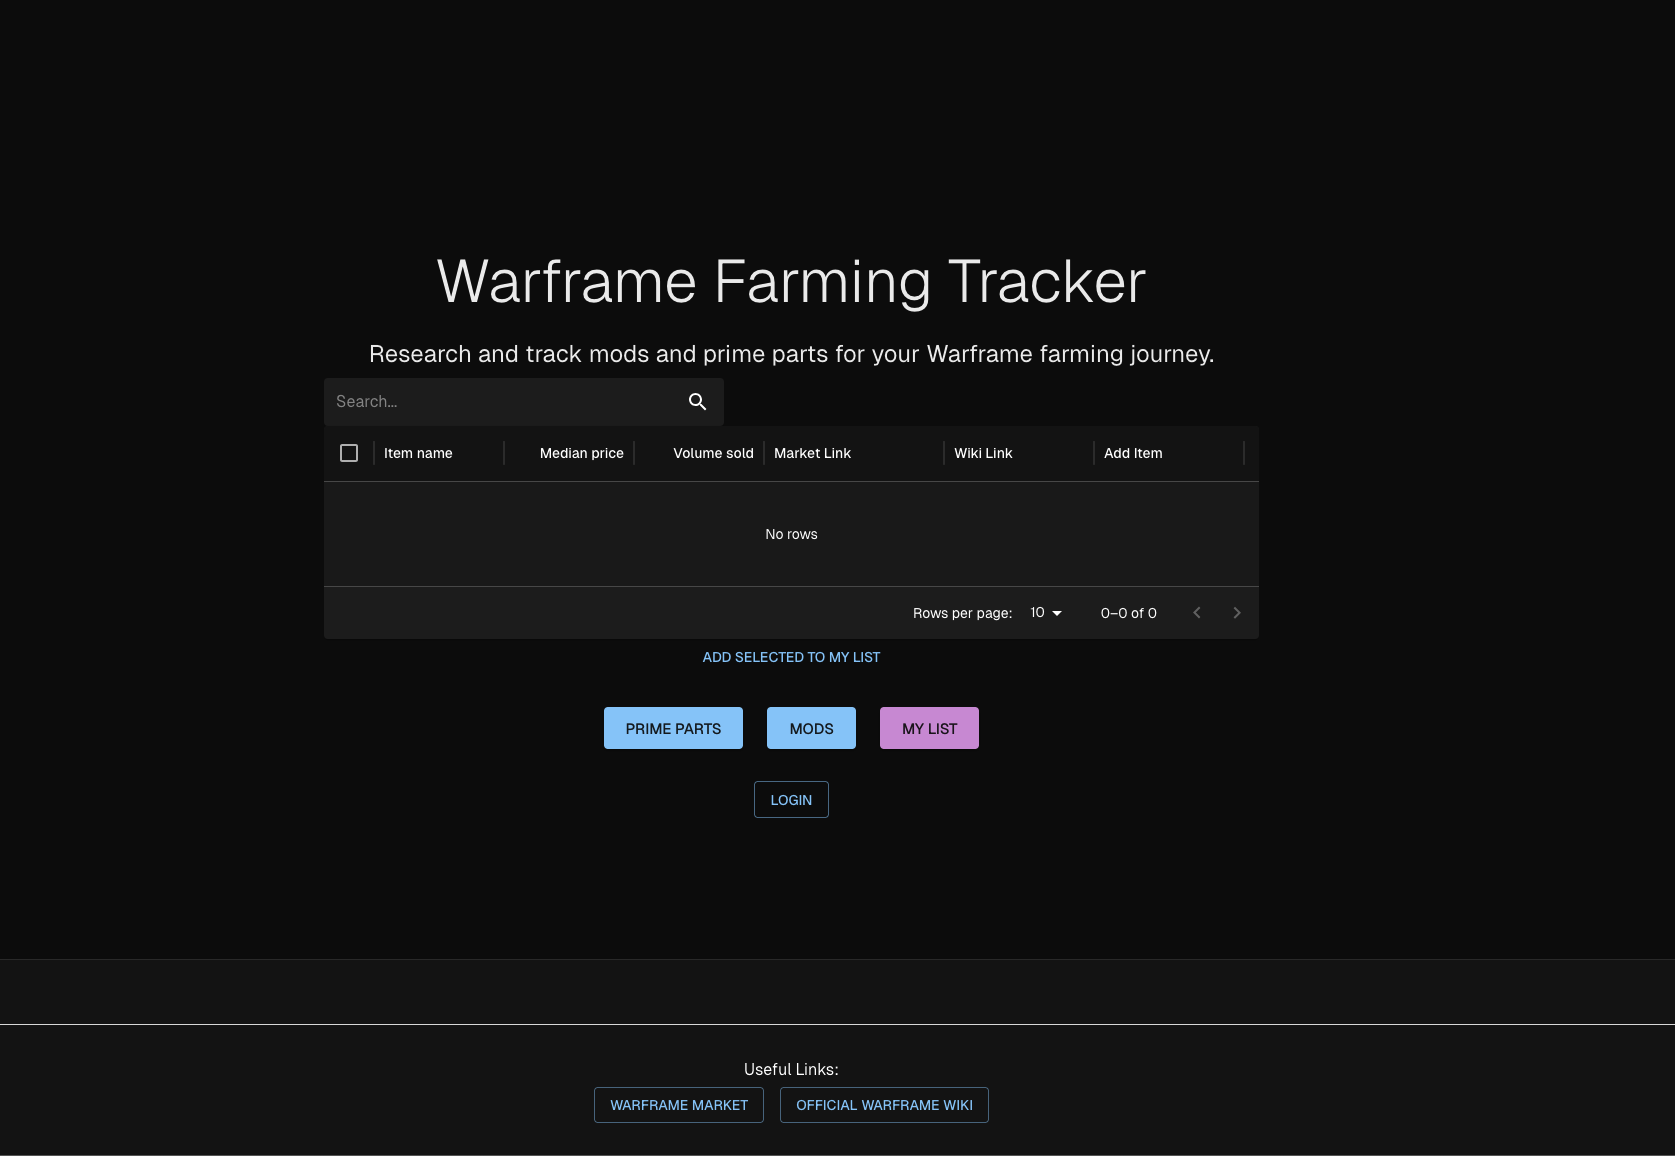 Warframe Farming Tracker
Research and track mods and prime parts for your Warframe farming journey.
Search...
Item name Median price Volume sold Market Link Wiki Link Add Item
No rows
Rows per page: 10 0–0 of 0
ADD SELECTED TO MY LIST
PRIME PARTS MODS MY LIST
LOGIN
Useful Links:
WARFRAME MARKET OFFICIAL WARFRAME WIKI